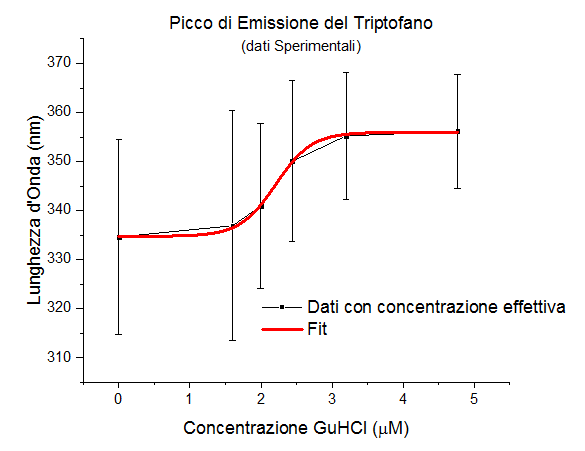 Picco di Emissione del Triptofano
(dati Sperimentali)
370
360
350
340
330
320
310
Lunghezza d'Onda (nm)
Dati con concentrazione effettiva
Fit
0 1 2 3 4 5
Concentrazione GuHCl (μM)